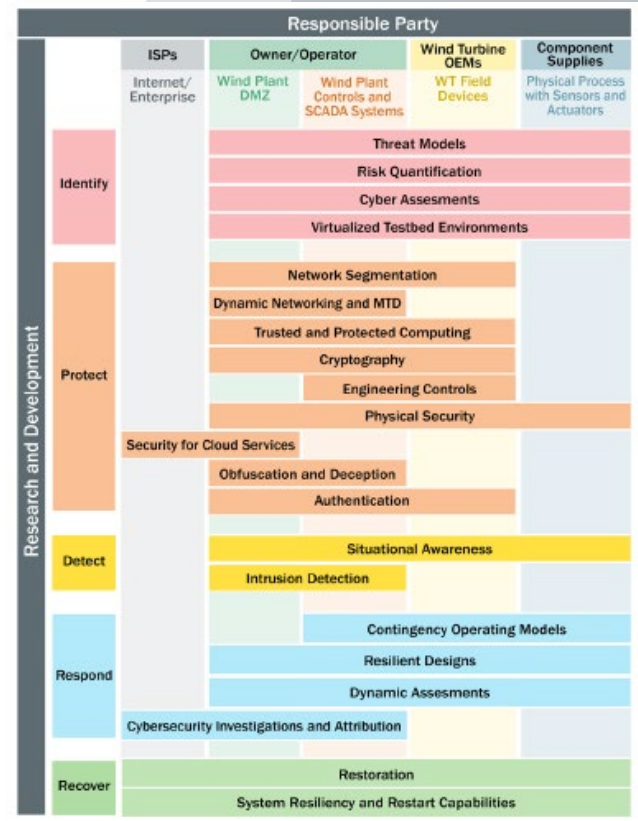 Responsible Party
ISPs
Owner/Operator
Wind Turbine
OEMs
Component
Supplies
Internet/
Enterprise
Wind Plant
DMZ
Wind Plant
Controls and
SCADA Systems
WT Field
Devices
Physical Process
with Sensors and
Actuators
Research and Development
Identify
Threat Models
Risk Quantification
Cyber Assesments
Virtualized Testbed Environments
Protect
Network Segmentation
Dynamic Networking and MTD
Trusted and Protected Computing
Cryptography
Engineering Controls
Physical Security
Security for Cloud Services
Obfuscation and Deception
Authentication
Detect
Situational Awareness
Intrusion Detection
Respond
Contingency Operating Models
Resilient Designs
Dynamic Assesments
Cybersecurity Investigations and Attribution
Recover
Restoration
System Resiliency and Restart Capabilities